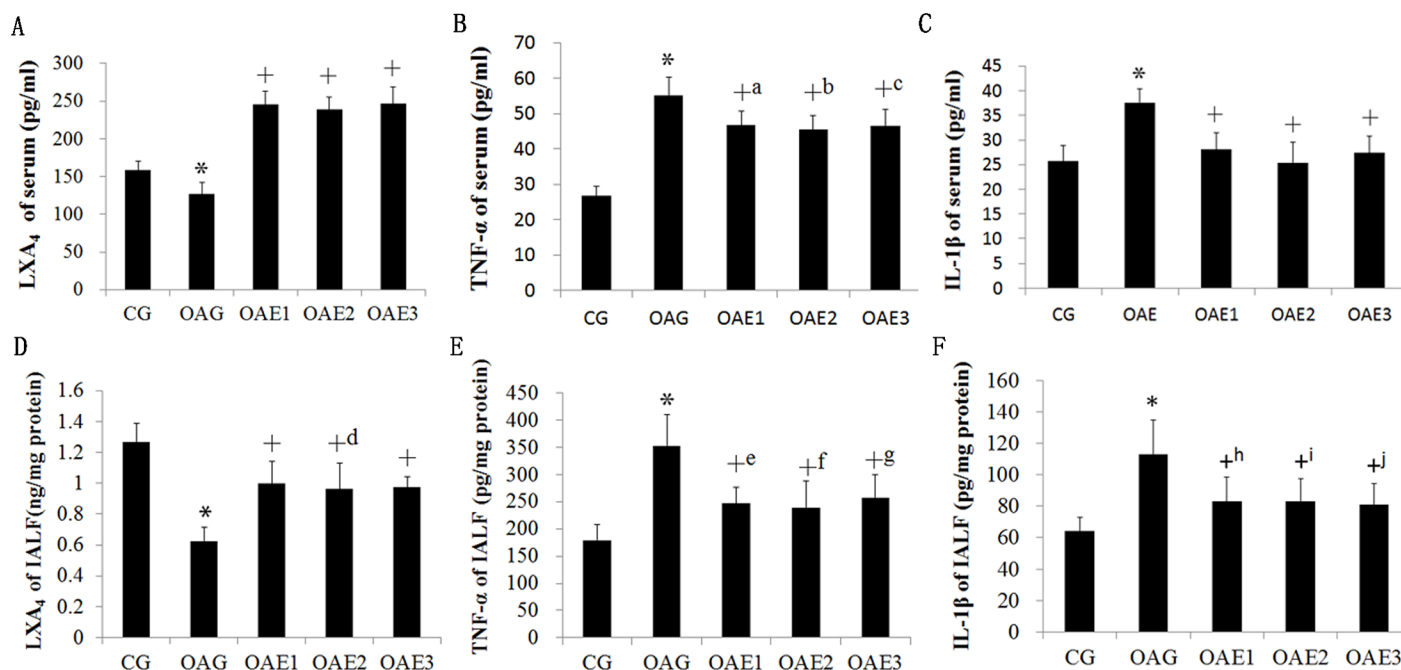 A
LXA₄ of serum (pg/ml)
300
250
200
150
100
50
0
*
+
+
+
CG OAG OAE1 OAE2 OAE3
B
TNF-α of serum (pg/ml)
70
60
50
40
30
20
10
0
*
+a
+b
+c
CG OAG OAE1 OAE2 OAE3
C
IL-1β of serum (pg/ml)
45
40
35
30
25
20
15
10
5
0
*
+
+
+
CG OAE OAE1 OAE2 OAE3
D
LXA₄ of IALF(ng/mg protein)
1.6
1.4
1.2
1
0.8
0.6
0.4
0.2
0
*
+
+d
+
CG OAG OAE1 OAE2 OAE3
E
TNF-α of IALF (pg/mg protein)
450
400
350
300
250
200
150
100
50
0
*
+e
+f
+g
CG OAG OAE1 OAE2 OAE3
F
IL-1β of IALF (pg/mg protein)
160
140
120
100
80
60
40
20
0
*
+h
+i
+j
CG OAG OAE1 OAE2 OAE3